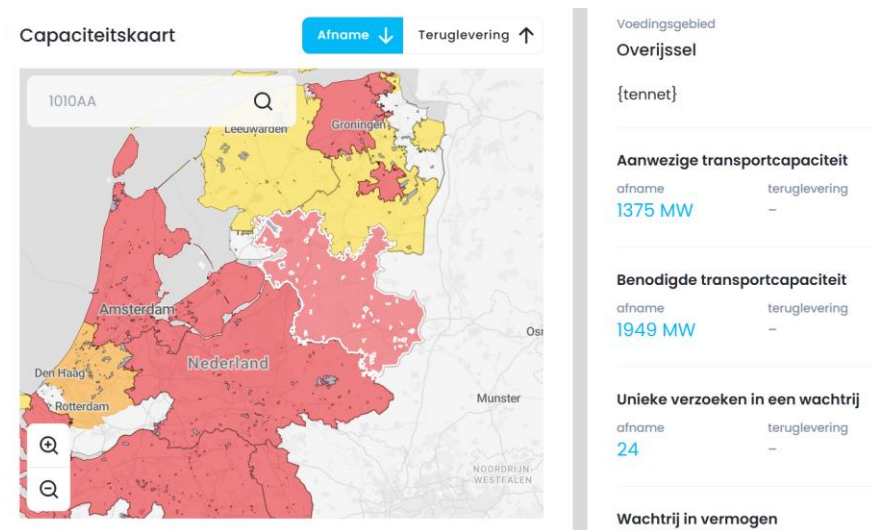 Capaciteitskaart
Afname
Teruglevering
1010AA
Leeuwarden
Groningen
Amsterdam
Nederland
Den Haag
Rotterdam
Munster
NOORDRIJN-
WESTFALEN
Voedingsgebied
Overijssel
{tennet}
Aanwezige transportcapaciteit
afname teruglevering
1375 MW –
Benodigde transportcapaciteit
afname teruglevering
1949 MW –
Unieke verzoeken in een wachtrij
afname teruglevering
24 –
Wachtrij in vermogen